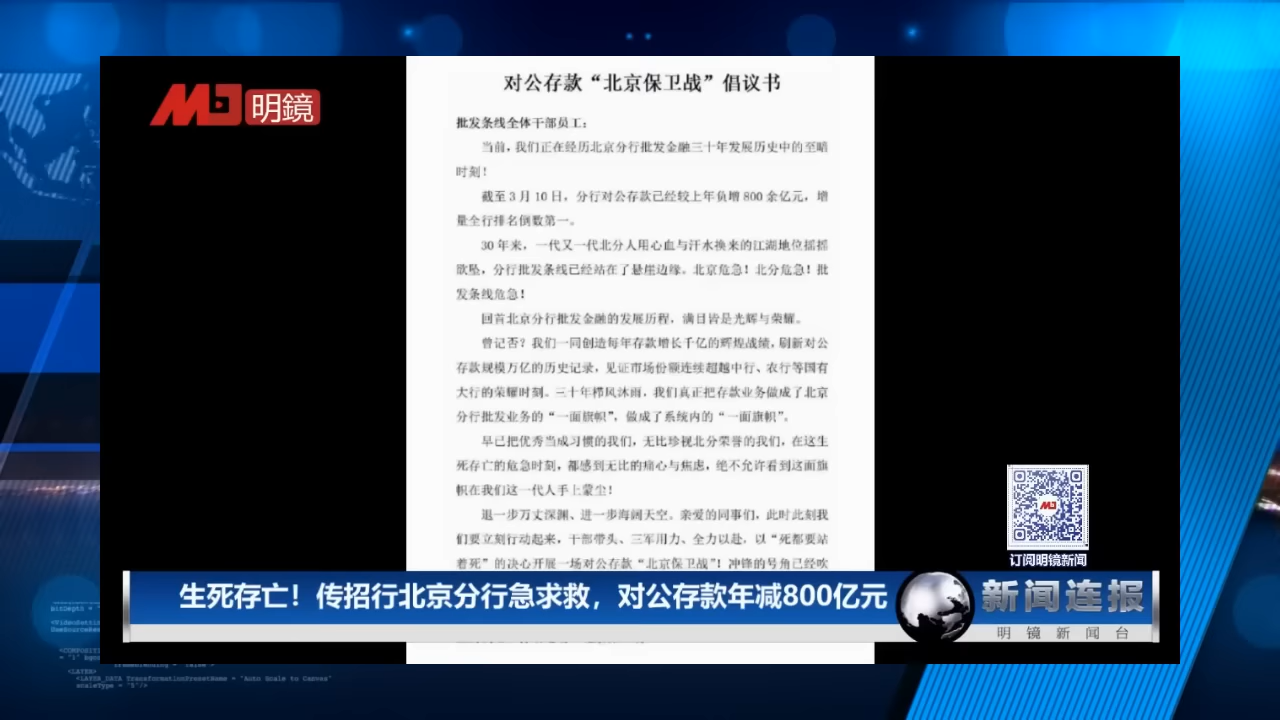 明鏡
对公存款“北京保卫战”倡议书
批发条线全体干部员工：
当前，我们正在经历北京分行批发金融三十年发展历史中的至暗
时刻！
截至 3 月 10 日，分行对公存款已经较上年负增 800 余亿元，增
量全行排名倒数第一。
30 年来，一代又一代北分人用心血与汗水换来的江湖地位摇摇
欲坠，分行批发条线已经站在了悬崖边缘。北京危急！北分危急！批
发条线危急！
回首北京分行批发金融的发展历程，满目皆是光辉与荣耀。
曾记否？我们一同创造每年存款增长千亿的辉煌战绩，刷新对公
存款规模万亿的历史记录，见证市场份额连续超越中行、农行等国有
大行的荣耀时刻。三十年栉风沐雨，我们真正把存款业务做成了北京
分行批发业务的“一面旗帜”，做成了系统内的“一面旗帜”。
早已把优秀当成习惯的我们，无比珍视北分荣誉的我们，在这生
死存亡的危急时刻，都感到无比的痛心与焦虑，绝不允许看到这面旗
帜在我们这一代人手上蒙尘！
退一步万丈深渊、进一步海阔天空。亲爱的同事们，此时此刻我
们要立刻行动起来，干部带头、三军用力、全力以赴，以“死都要站
着死”的决心开展一场对公存款“北京保卫战”！冲锋的号角已经吹
订阅明镜新闻
生死存亡！传招行北京分行急求救，对公存款年减800亿元
新闻连报
明镜新闻台